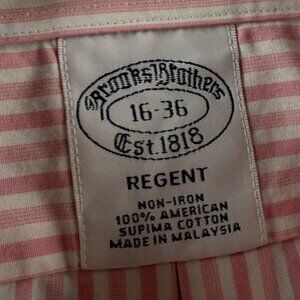 Brooks Brothers
16-36
Est. 1818
REGENT
NON-IRON
100% AMERICAN
SUPIMA COTTON
MADE IN MALAYSIA